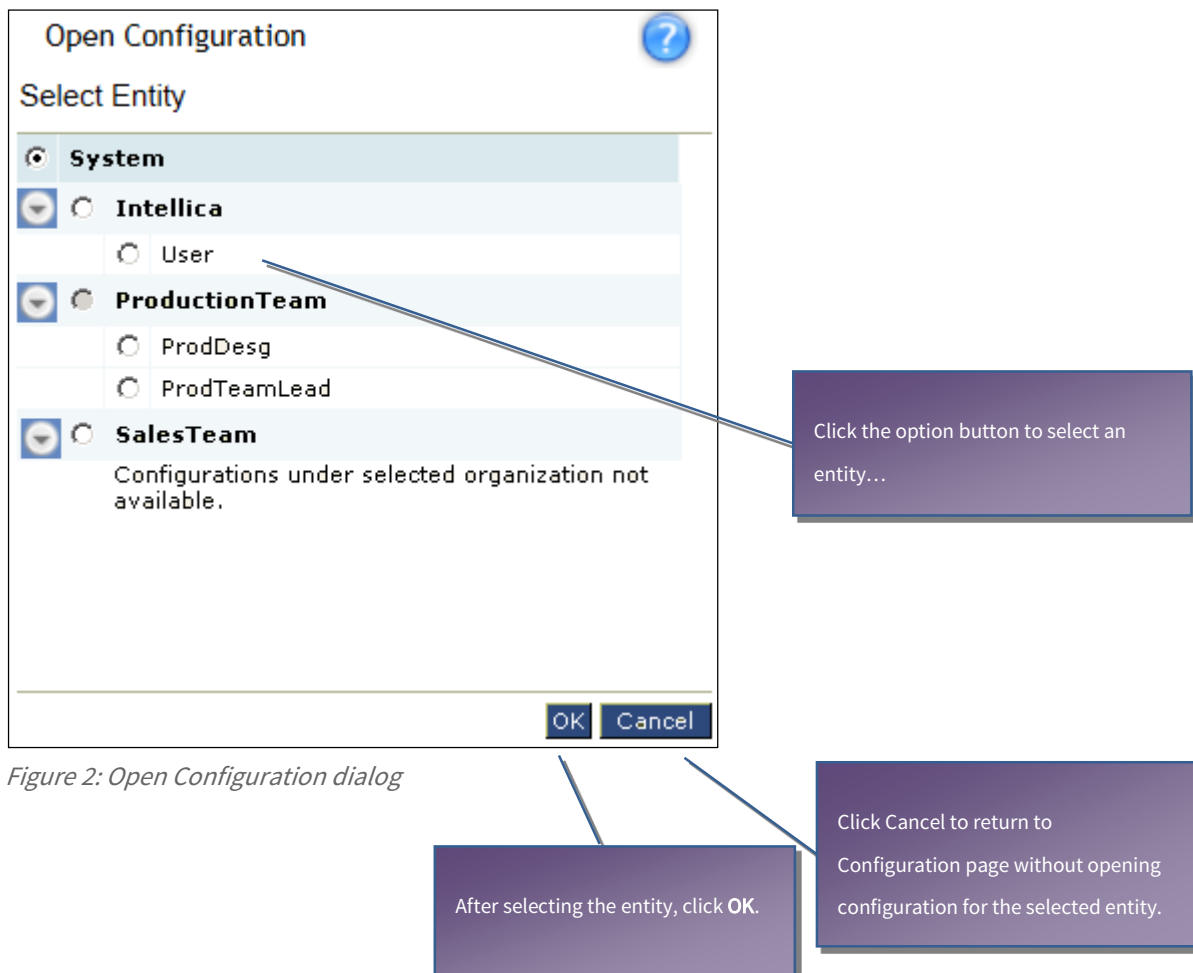 Open Configuration
?
Select Entity
System
Intellica
User
ProductionTeam
ProdDesg
ProdTeamLead
SalesTeam
Configurations under selected organization not
available.
OK Cancel
Click the option button to select an
entity…
Figure 2: Open Configuration dialog
After selecting the entity, click OK.
Click Cancel to return to
Configuration page without opening
configuration for the selected entity.